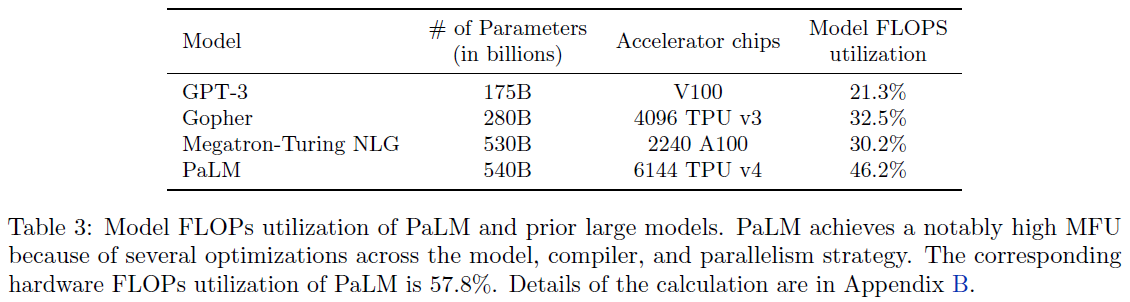 Model # of Parameters (in billions) Accelerator chips Model FLOPS utilization
GPT-3 175B V100 21.3%
Gopher 280B 4096 TPU v3 32.5%
Megatron-Turing NLG 530B 2240 A100 30.2%
PaLM 540B 6144 TPU v4 46.2%
Table 3: Model FLOPs utilization of PaLM and prior large models. PaLM achieves a notably high MFU
because of several optimizations across the model, compiler, and parallelism strategy. The corresponding
hardware FLOPs utilization of PaLM is 57.8%. Details of the calculation are in Appendix B.